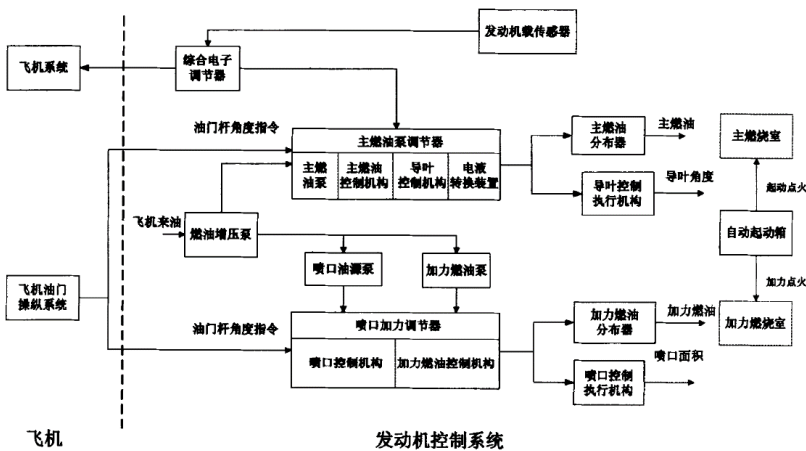 发动机载传感器
飞机系统
综合电子
调节器
油门杆角度指令
主燃油泵调节器
主燃
油泵
主燃油
控制机构
导叶
控制机构
电液
转换装置
主燃油
分布器
主燃油
主燃烧室
导叶控制
执行机构
导叶角度
起动点火
飞机来油
燃油增压泵
自动起动箱
喷口油源泵
加力燃油泵
加力点火
飞机油门
操纵系统
油门杆角度指令
喷口加力调节器
喷口控制机构
加力燃油控制机构
加力燃油
分布器
加力燃油
加力燃烧室
喷口控制
执行机构
喷口面积
飞机
发动机控制系统